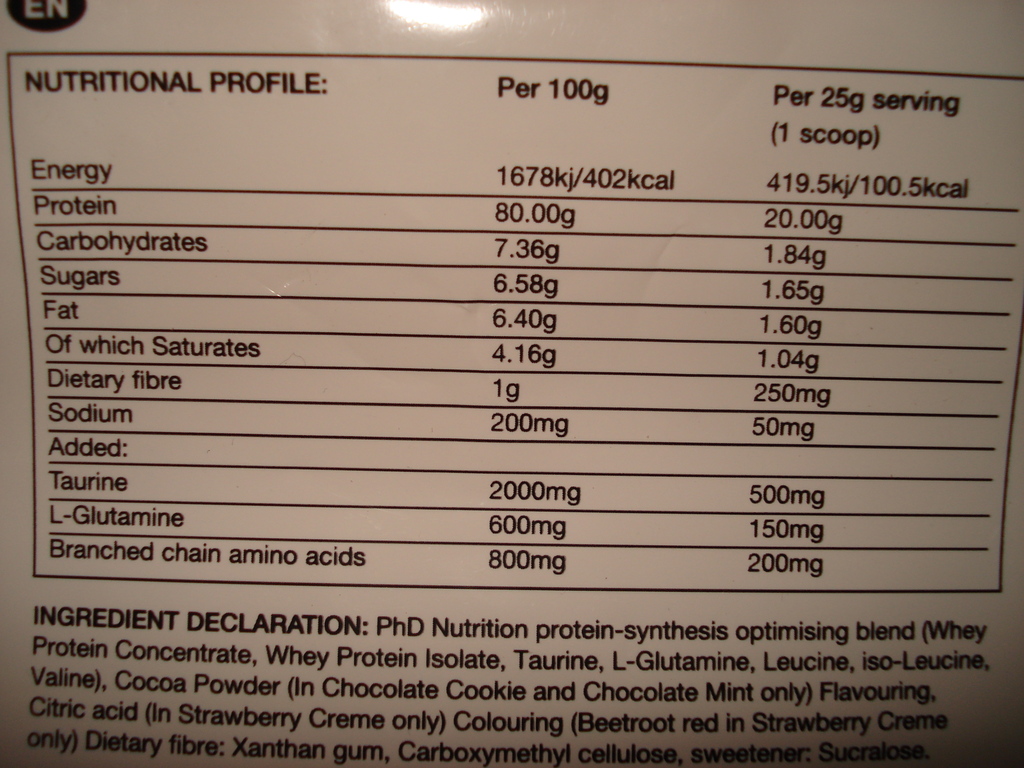 EN
NUTRITIONAL PROFILE: Per 100g Per 25g serving
(1 scoop)
Energy 1678kj/402kcal 419.5kj/100.5kcal
Protein 80.00g 20.00g
Carbohydrates 7.36g 1.84g
Sugars 6.58g 1.65g
Fat 6.40g 1.60g
Of which Saturates 4.16g 1.04g
Dietary fibre 1g 250mg
Sodium 200mg 50mg
Added:
Taurine 2000mg 500mg
L-Glutamine 600mg 150mg
Branched chain amino acids 800mg 200mg
INGREDIENT DECLARATION: PhD Nutrition protein-synthesis optimising blend (Whey
Protein Concentrate, Whey Protein Isolate, Taurine, L-Glutamine, Leucine, iso-Leucine,
Valine), Cocoa Powder (In Chocolate Cookie and Chocolate Mint only) Flavouring,
Citric acid (In Strawberry Creme only) Colouring (Beetroot red in Strawberry Creme
only) Dietary fibre: Xanthan gum, Carboxymethyl cellulose, sweetener: Sucralose.